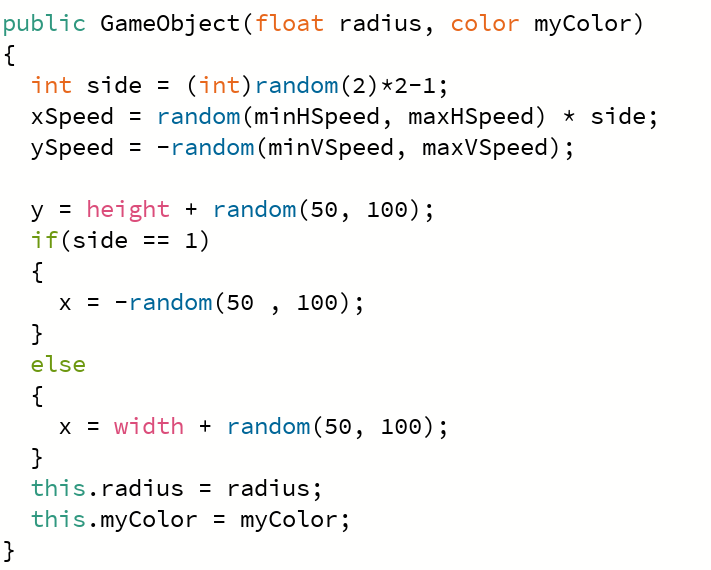 public GameObject(float radius, color myColor)
{
  int side = (int)random(2)*2-1;
  xSpeed = random(minHSpeed, maxHSpeed) * side;
  ySpeed = -random(minVSpeed, maxVSpeed);

  y = height + random(50, 100);
  if(side == 1)
  {
    x = -random(50 , 100);
  }
  else
  {
    x = width + random(50, 100);
  }
  this.radius = radius;
  this.myColor = myColor;
}